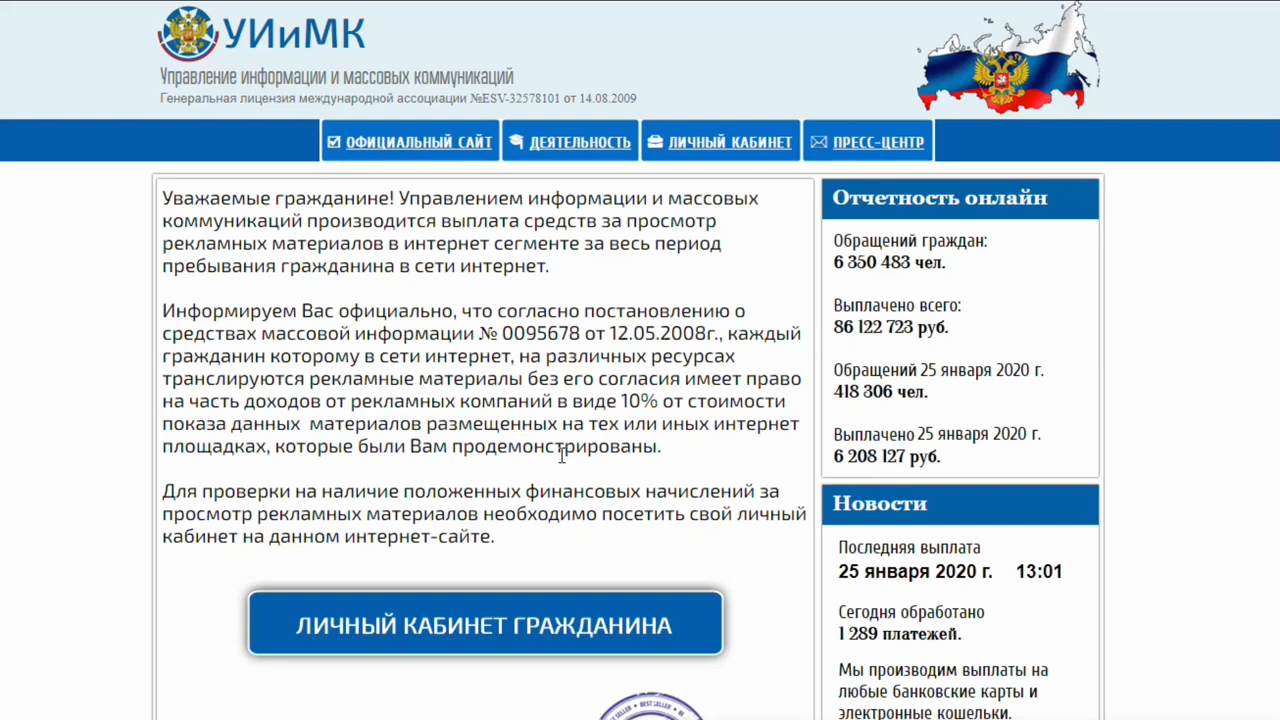 УИиМК
Управление информации и массовых коммуникаций
Генеральная лицензия международной ассоциации №ESV-32578101 от 14.08.2009
ОФИЦИАЛЬНЫЙ САЙТ
ДЕЯТЕЛЬНОСТЬ
ЛИЧНЫЙ КАБИНЕТ
ПРЕСС-ЦЕНТР
Уважаемые гражданине! Управлением информации и массовых
коммуникаций производится выплата средств за просмотр
рекламных материалов в интернет сегменте за весь период
пребывания гражданина в сети интернет.
Информируем Вас официально, что согласно постановлению о
средствах массовой информации № 0095678 от 12.05.2008г., каждый
гражданин которому в сети интернет, на различных ресурсах
транслируются рекламные материалы без его согласия имеет право
на часть доходов от рекламных компаний в виде 10% от стоимости
показа данных материалов размещенных на тех или иных интернет
площадках, которые были Вам продемонстрированы.
Для проверки на наличие положенных финансовых начислений за
просмотр рекламных материалов необходимо посетить свой личный
кабинет на данном интернет-сайте.
ЛИЧНЫЙ КАБИНЕТ ГРАЖДАНИНА
BEST SELLER
Отчетность онлайн
Обращений граждан:
6 350 483 чел.
Выплачено всего:
86 122 723 руб.
Обращений 25 января 2020 г.
418 306 чел.
Выплачено 25 января 2020 г.
6 208 127 руб.
Новости
Последняя выплата
25 января 2020 г. 13:01
Сегодня обработано
1 289 платежей.
Мы производим выплаты на
любые банковские карты и
электронные кошельки.